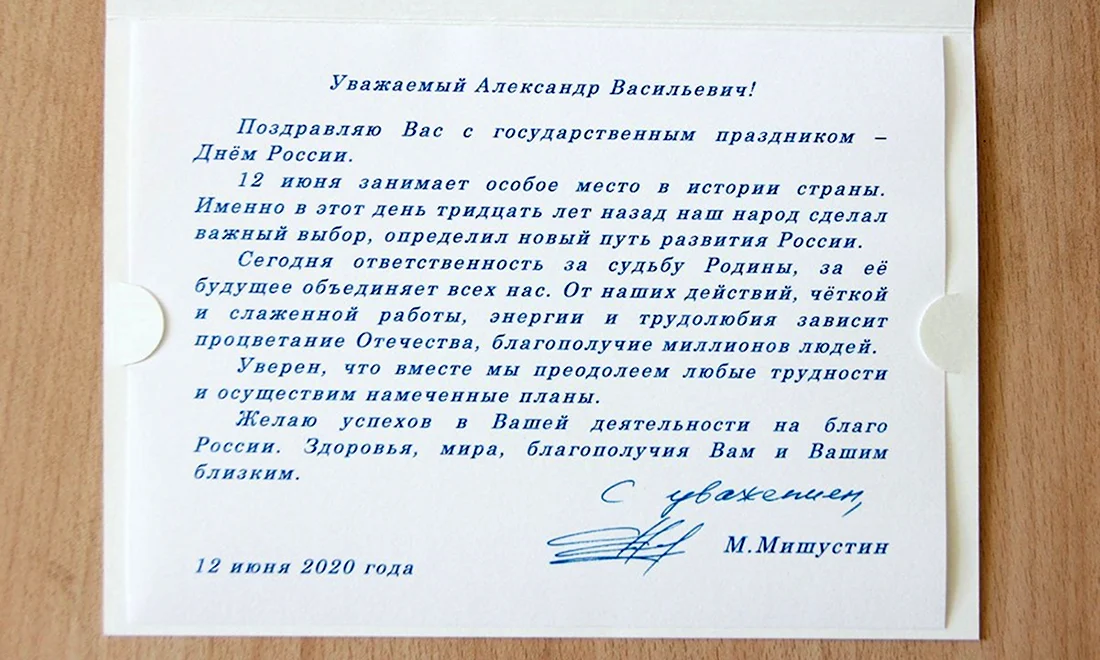 Уважаемый Александр Васильевич!
Поздравляю Вас с государственным праздником –
Днём России.
12 июня занимает особое место в истории страны.
Именно в этот день тридцать лет назад наш народ сделал
важный выбор, определил новый путь развития России.
Сегодня ответственность за судьбу Родины, за её
будущее объединяет всех нас. От наших действий, чёткой
и слаженной работы, энергии и трудолюбия зависит
процветание Отечества, благополучие миллионов людей.
Уверен, что вместе мы преодолеем любые трудности
и осуществим намеченные планы.
Желаю успехов в Вашей деятельности на благо
России. Здоровья, мира, благополучия Вам и Вашим
близким.
С уважением,
М.Мишустин
12 июня 2020 года